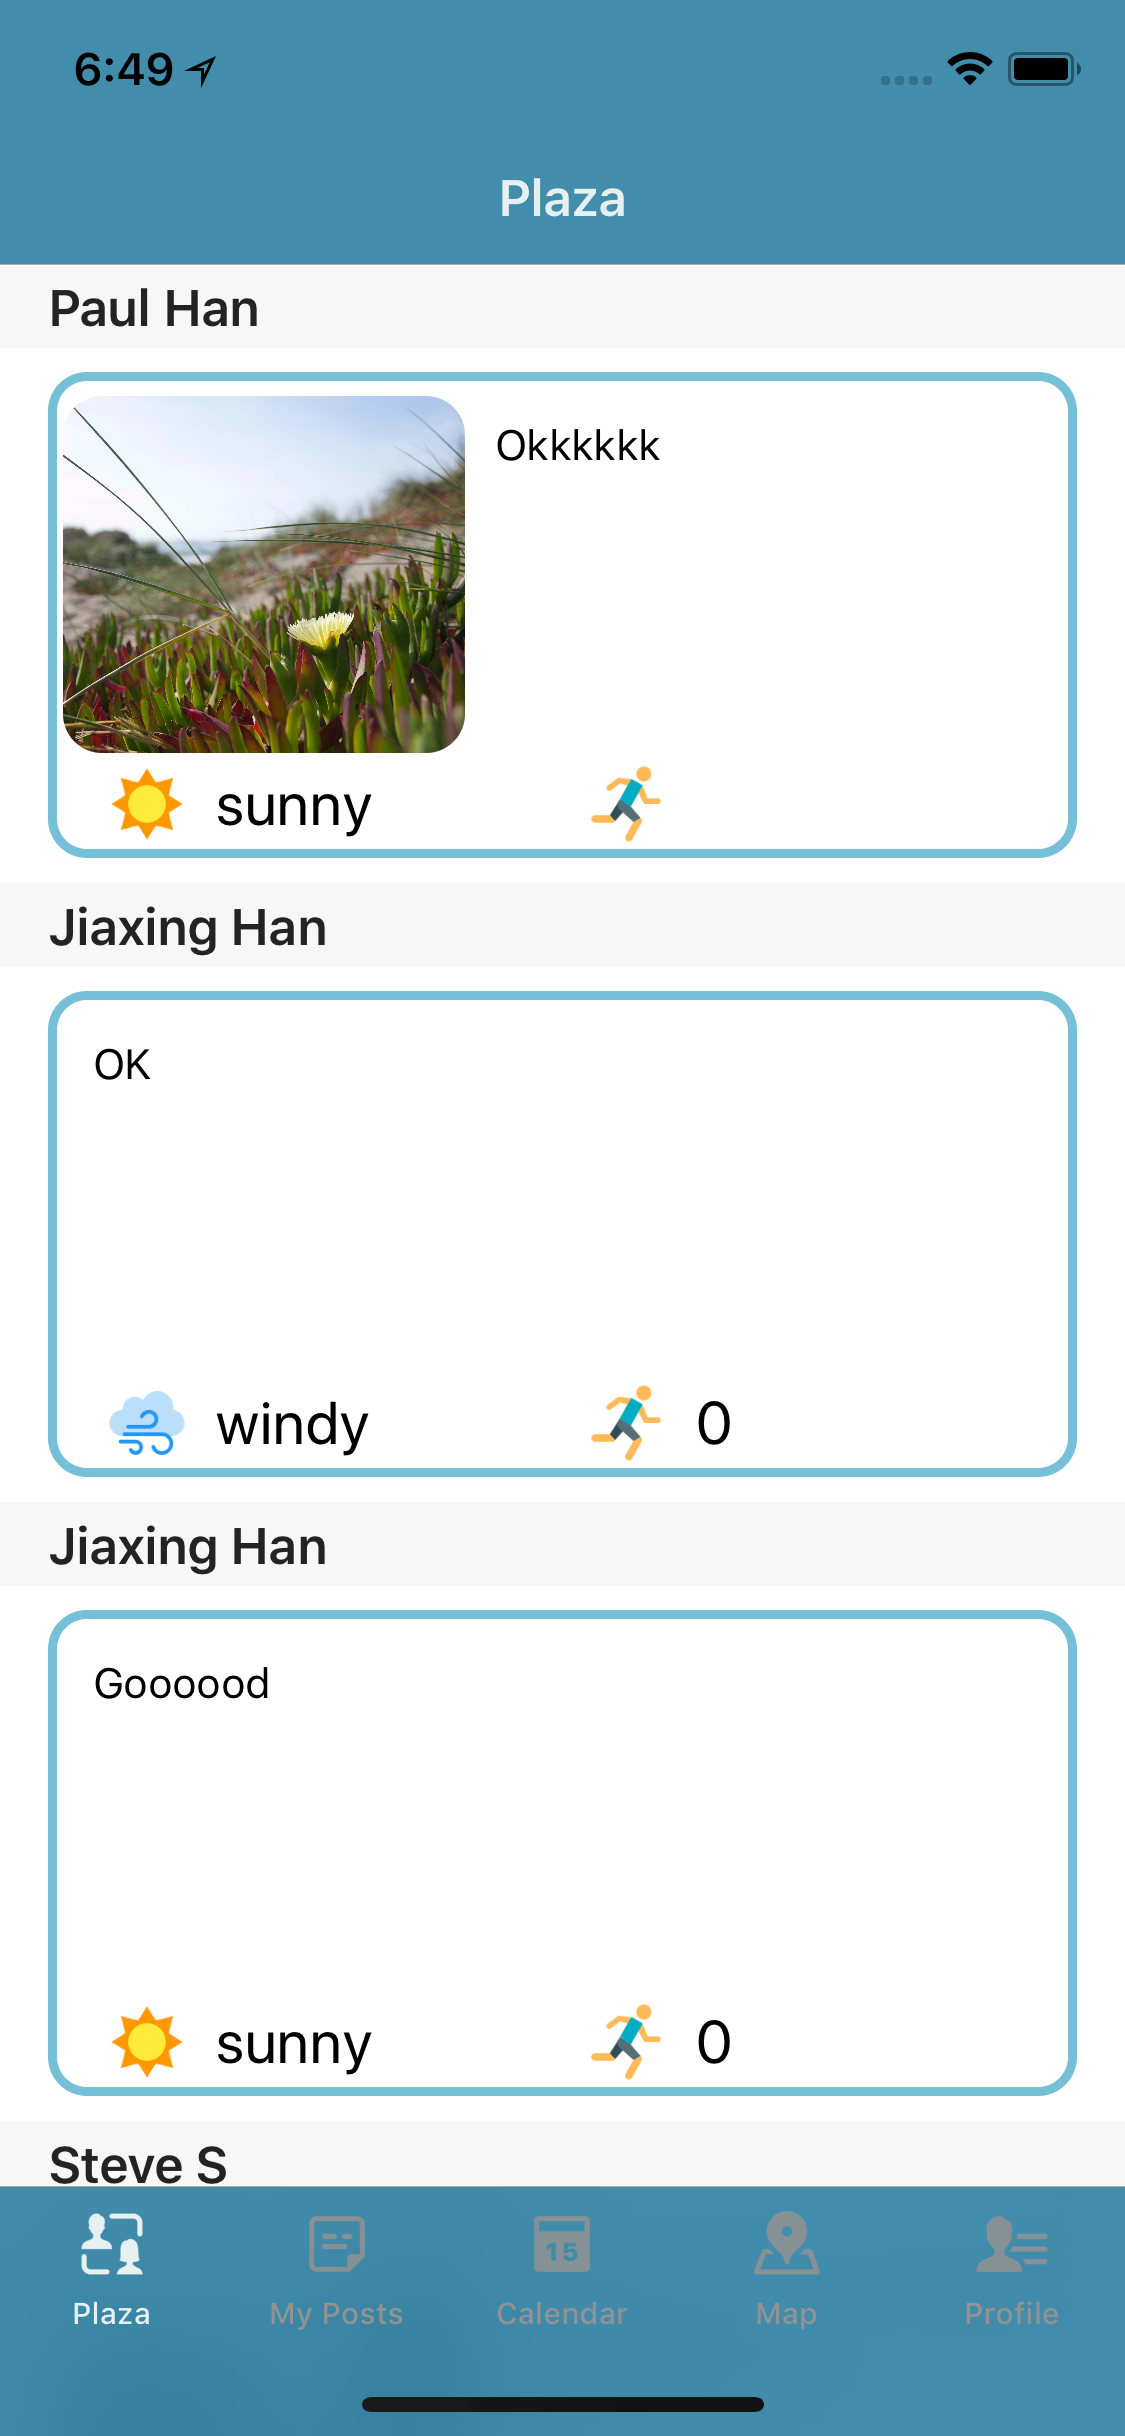 6:49
Plaza
Paul Han
Okkkkkk
sunny
Jiaxing Han
OK
windy 0
Jiaxing Han
Goooood
sunny 0
Steve S
15
Plaza My Posts Calendar Map Profile